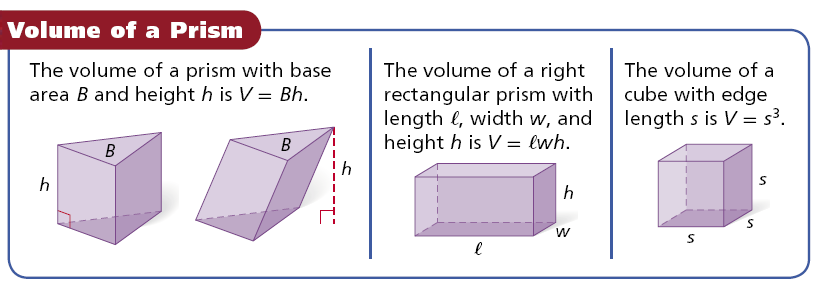 Volume of a Prism
The volume of a prism with base
area B and height h is V = Bh.
B
h
B
h
The volume of a right
rectangular prism with
length ℓ, width w, and
height h is V = ℓwh.
h
w
ℓ
The volume of a
cube with edge
length s is V = s³.
s
s
s